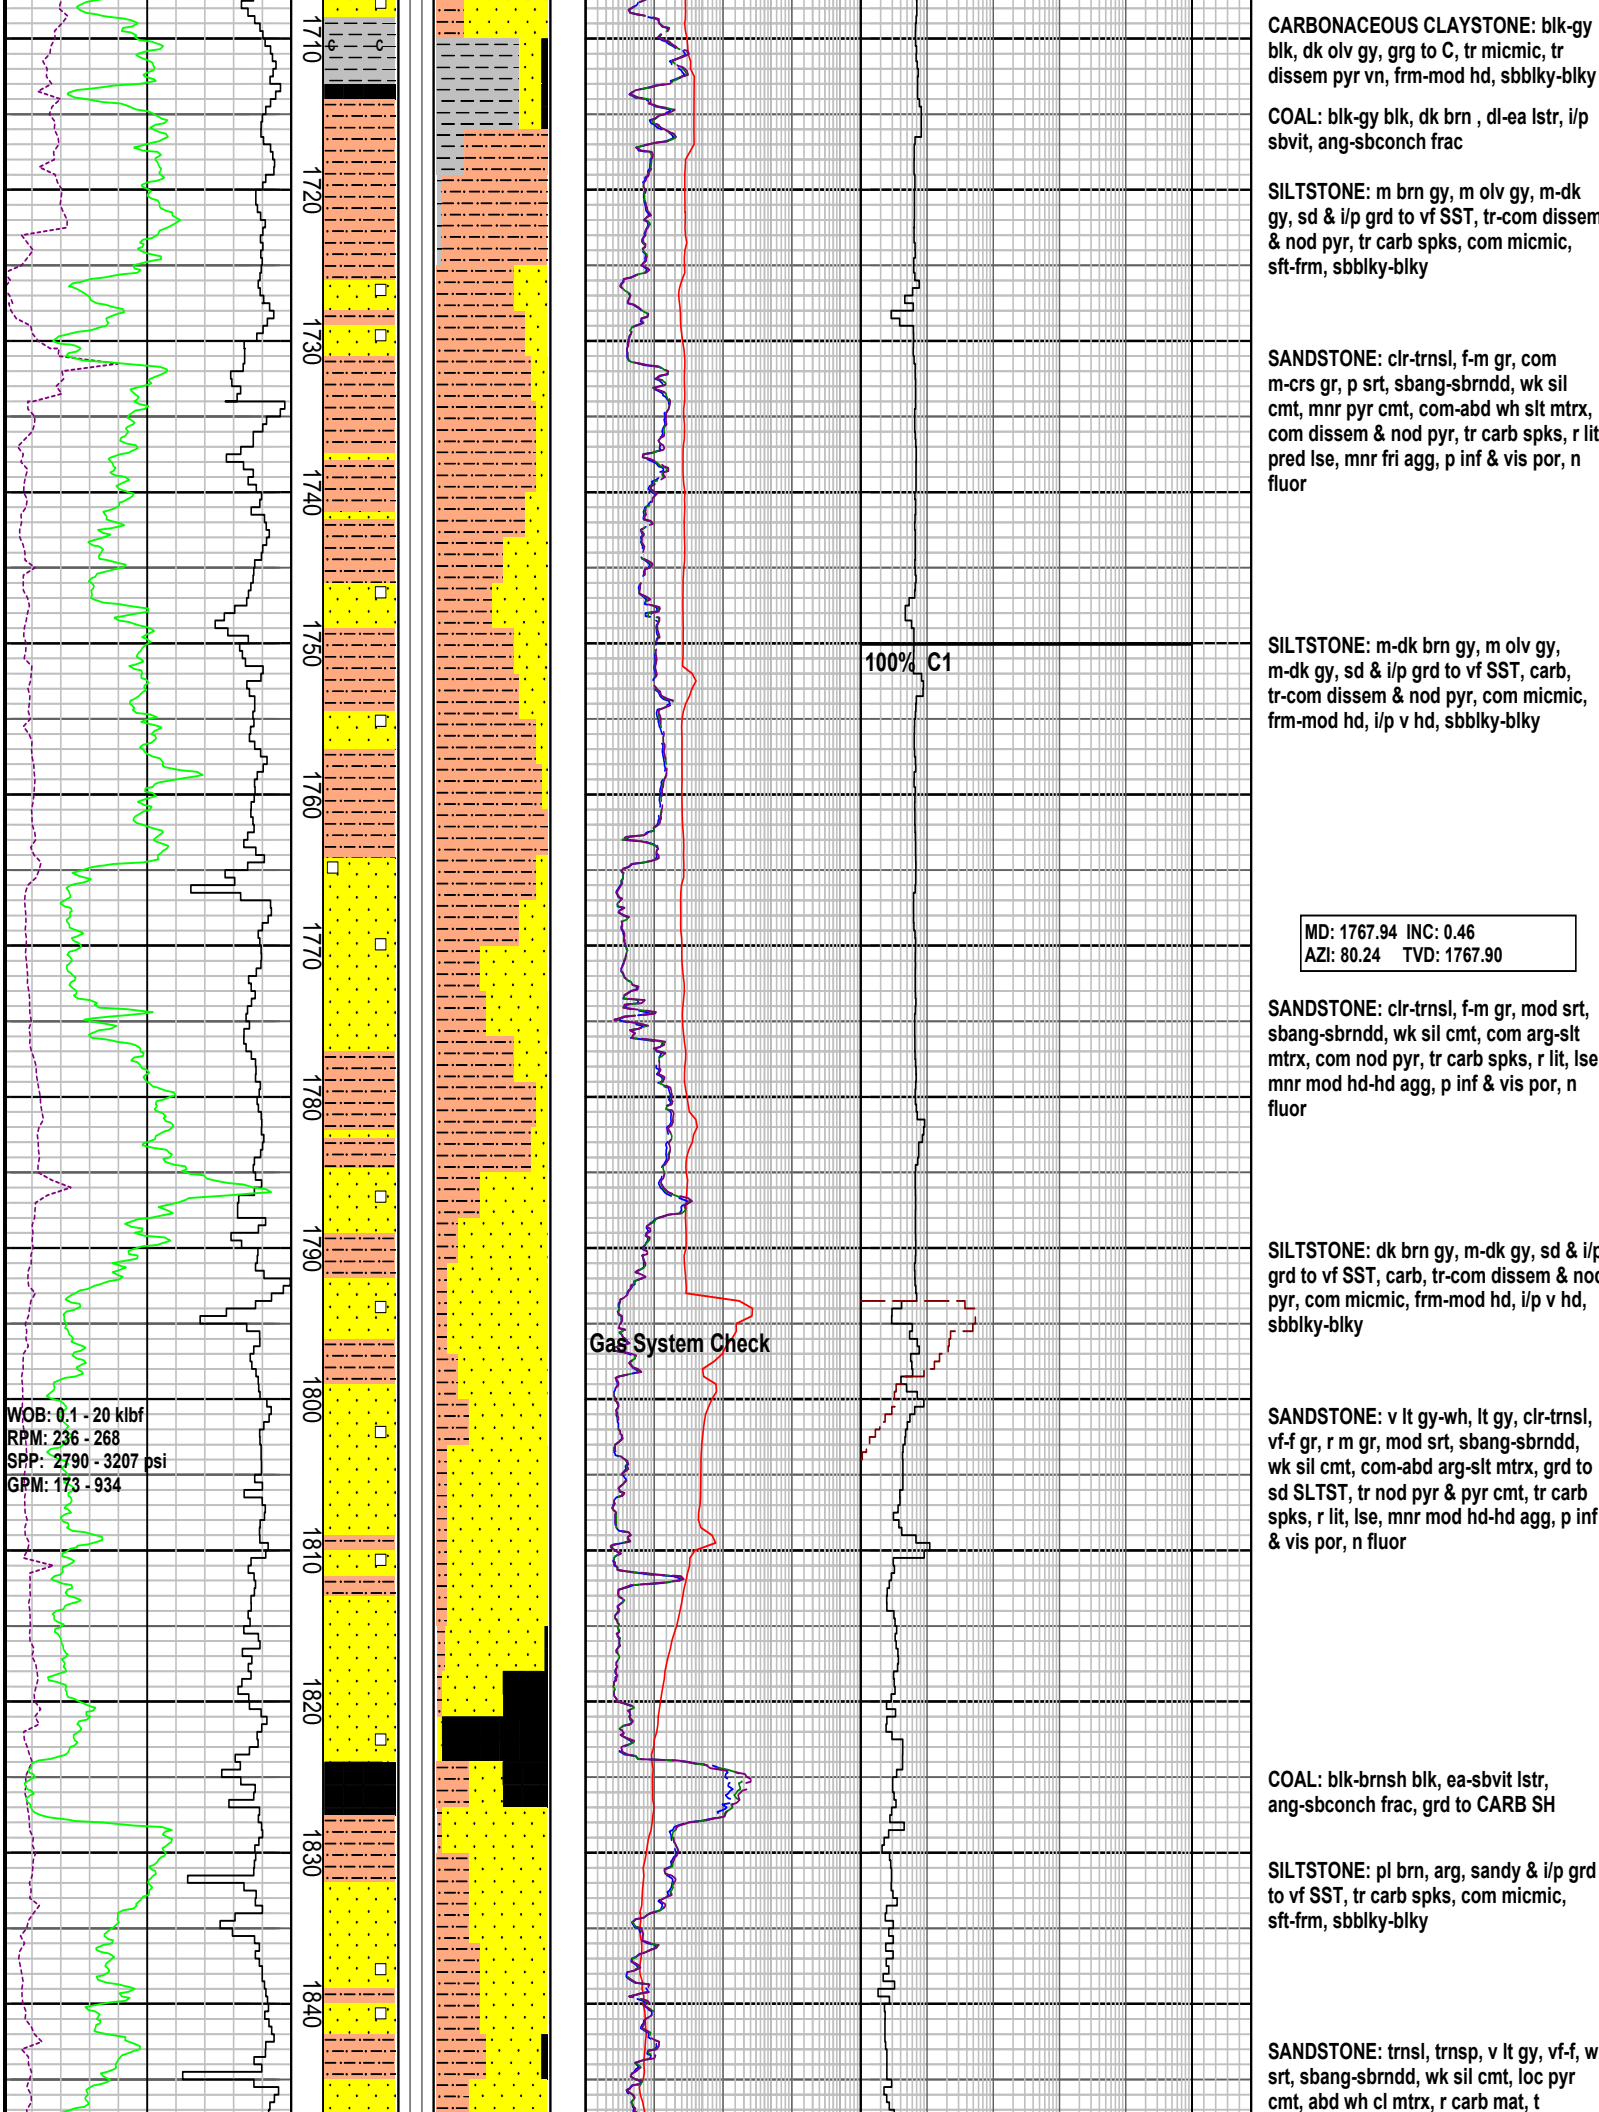 CARBONACEOUS CLAYSTONE: blk-gy
blk, dk olv gy, grg to C, tr micmic, tr
dissem pyr vn, frm-mod hd, sbblky-blky
C C
1710
COAL: blk-gy blk, dk brn , dl-ea lstr, i/p
sbvit, ang-sbconch frac
SILTSTONE: m brn gy, m olv gy, m-dk
gy, sd & i/p grd to vf SST, tr-com dissem
& nod pyr, tr carb spks, com micmic,
sft-frm, sbblky-blky
1720
1730
SANDSTONE: clr-trnsl, f-m gr, com
m-crs gr, p srt, sbang-sbrndd, wk sil
cmt, mnr pyr cmt, com-abd wh slt mtrx,
com dissem & nod pyr, tr carb spks, r lit
pred lse, mnr fri agg, p inf & vis por, n
fluor
1740
1750
100% C1
SILTSTONE: m-dk brn gy, m olv gy,
m-dk gy, sd & i/p grd to vf SST, carb,
tr-com dissem & nod pyr, com micmic,
frm-mod hd, i/p v hd, sbblky-blky
1760
MD: 1767.94 INC: 0.46
AZI: 80.24 TVD: 1767.90
1770
SANDSTONE: clr-trnsl, f-m gr, mod srt,
sbang-sbrndd, wk sil cmt, com arg-slt
mtrx, com nod pyr, tr carb spks, r lit, lse
mnr mod hd-hd agg, p inf & vis por, n
fluor
1780
1790
SILTSTONE: dk brn gy, m-dk gy, sd & i/p
grd to vf SST, carb, tr-com dissem & nod
pyr, com micmic, frm-mod hd, i/p v hd,
sbblky-blky
Gas System Check
1800
WOB: 0.1 - 20 klbf
RPM: 236 - 268
SPP: 2790 - 3207 psi
GPM: 173 - 934
SANDSTONE: v lt gy-wh, lt gy, clr-trnsl,
vf-f gr, r m gr, mod srt, sbang-sbrndd,
wk sil cmt, com-abd arg-slt mtrx, grd to
sd SLTST, tr nod pyr & pyr cmt, tr carb
spks, r lit, lse, mnr mod hd-hd agg, p inf
& vis por, n fluor
1810
1820
COAL: blk-brnsh blk, ea-sbvit lstr,
ang-sbconch frac, grd to CARB SH
1830
SILTSTONE: pl brn, arg, sandy & i/p grd
to vf SST, tr carb spks, com micmic,
sft-frm, sbblky-blky
1840
SANDSTONE: trnsl, trnsp, v lt gy, vf-f, w
srt, sbang-sbrndd, wk sil cmt, loc pyr
cmt, abd wh cl mtrx, r carb mat, t